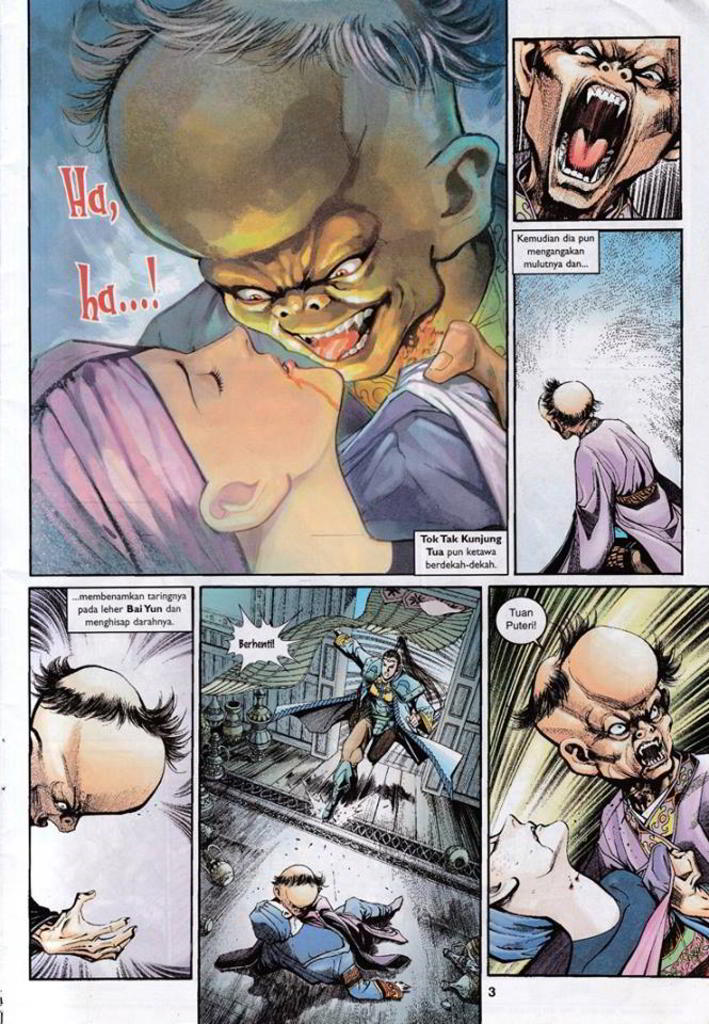 Ha,
ha....!
Tok Tak Kunjung
Tua pun ketawa
berdekah-dekah.
Kemudian dia pun
mengangakan
mulutnya dan...
...membenamkan taringnya
pada leher Bai Yun dan
menghisap darahnya.
Berhenti!
Tuan
Puteri!
3